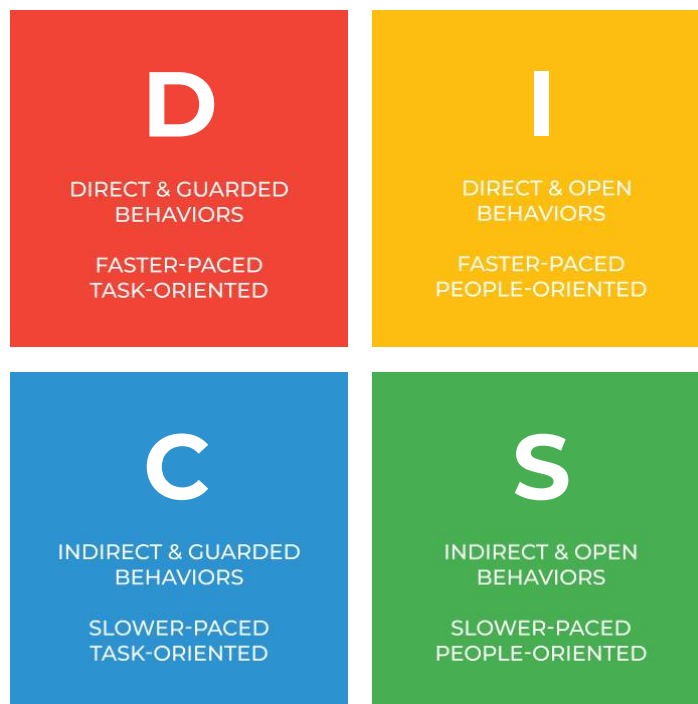 D
DIRECT & GUARDED
BEHAVIORS
FASTER-PACED
TASK-ORIENTED
I
DIRECT & OPEN
BEHAVIORS
FASTER-PACED
PEOPLE-ORIENTED
C
INDIRECT & GUARDED
BEHAVIORS
SLOWER-PACED
TASK-ORIENTED
S
INDIRECT & OPEN
BEHAVIORS
SLOWER-PACED
PEOPLE-ORIENTED